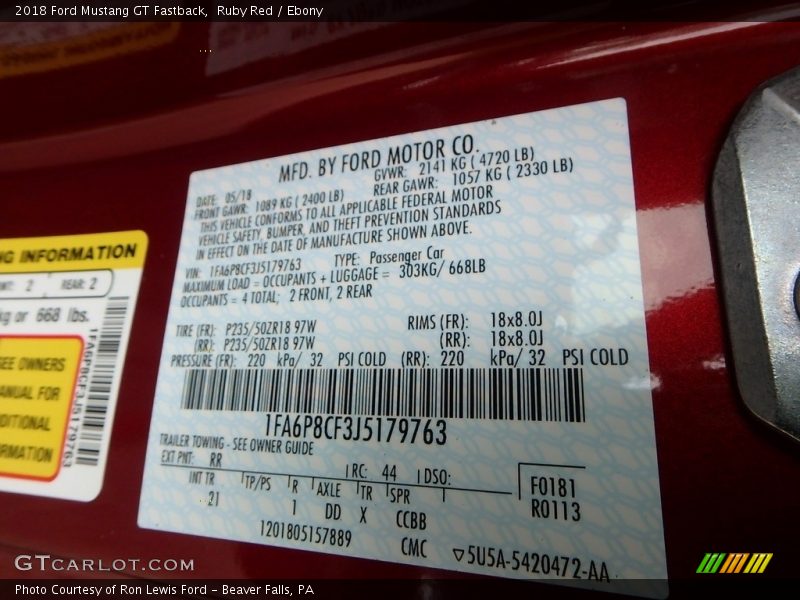 2018 Ford Mustang GT Fastback, Ruby Red / Ebony
MFD. BY FORD MOTOR CO.
DATE: 05/18 GVWR: 2141 KG ( 4720 LB)
FRONT GAWR: 1089 KG ( 2400 LB) REAR GAWR: 1057 KG ( 2330 LB)
THIS VEHICLE CONFORMS TO ALL APPLICABLE FEDERAL MOTOR
VEHICLE SAFETY, BUMPER, AND THEFT PREVENTION STANDARDS
IN EFFECT ON THE DATE OF MANUFACTURE SHOWN ABOVE.
VIN: 1FA6P8CF3J5179763 TYPE: Passenger Car
MAXIMUM LOAD = OCCUPANTS + LUGGAGE = 303KG/ 668LB
OCCUPANTS = 4 TOTAL; 2 FRONT, 2 REAR
TIRE (FR): P235/50ZR18 97W RIMS (FR): 18x8.0J
(RR): P235/50ZR18 97W (RR): 18x8.0J
PRESSURE (FR): 220 kPa/ 32 PSI COLD (RR): 220 kPa/ 32 PSI COLD
1FA6P8CF3J5179763
TRAILER TOWING - SEE OWNER GUIDE
EXT PNT: RR RC: 44 DSO: F0181
INT TR TP/PS R AXLE TR SPR R0113
21 1 DD X CCBB
1201805157889 CMC 5U5A-5420472-AA
INFORMATION
REAR: 2
kg or 668 lbs.
SEE OWNERS
MANUAL FOR
1FA6P8CF3J5179763
GTCARLOT.COM
Photo Courtesy of Ron Lewis Ford - Beaver Falls, PA